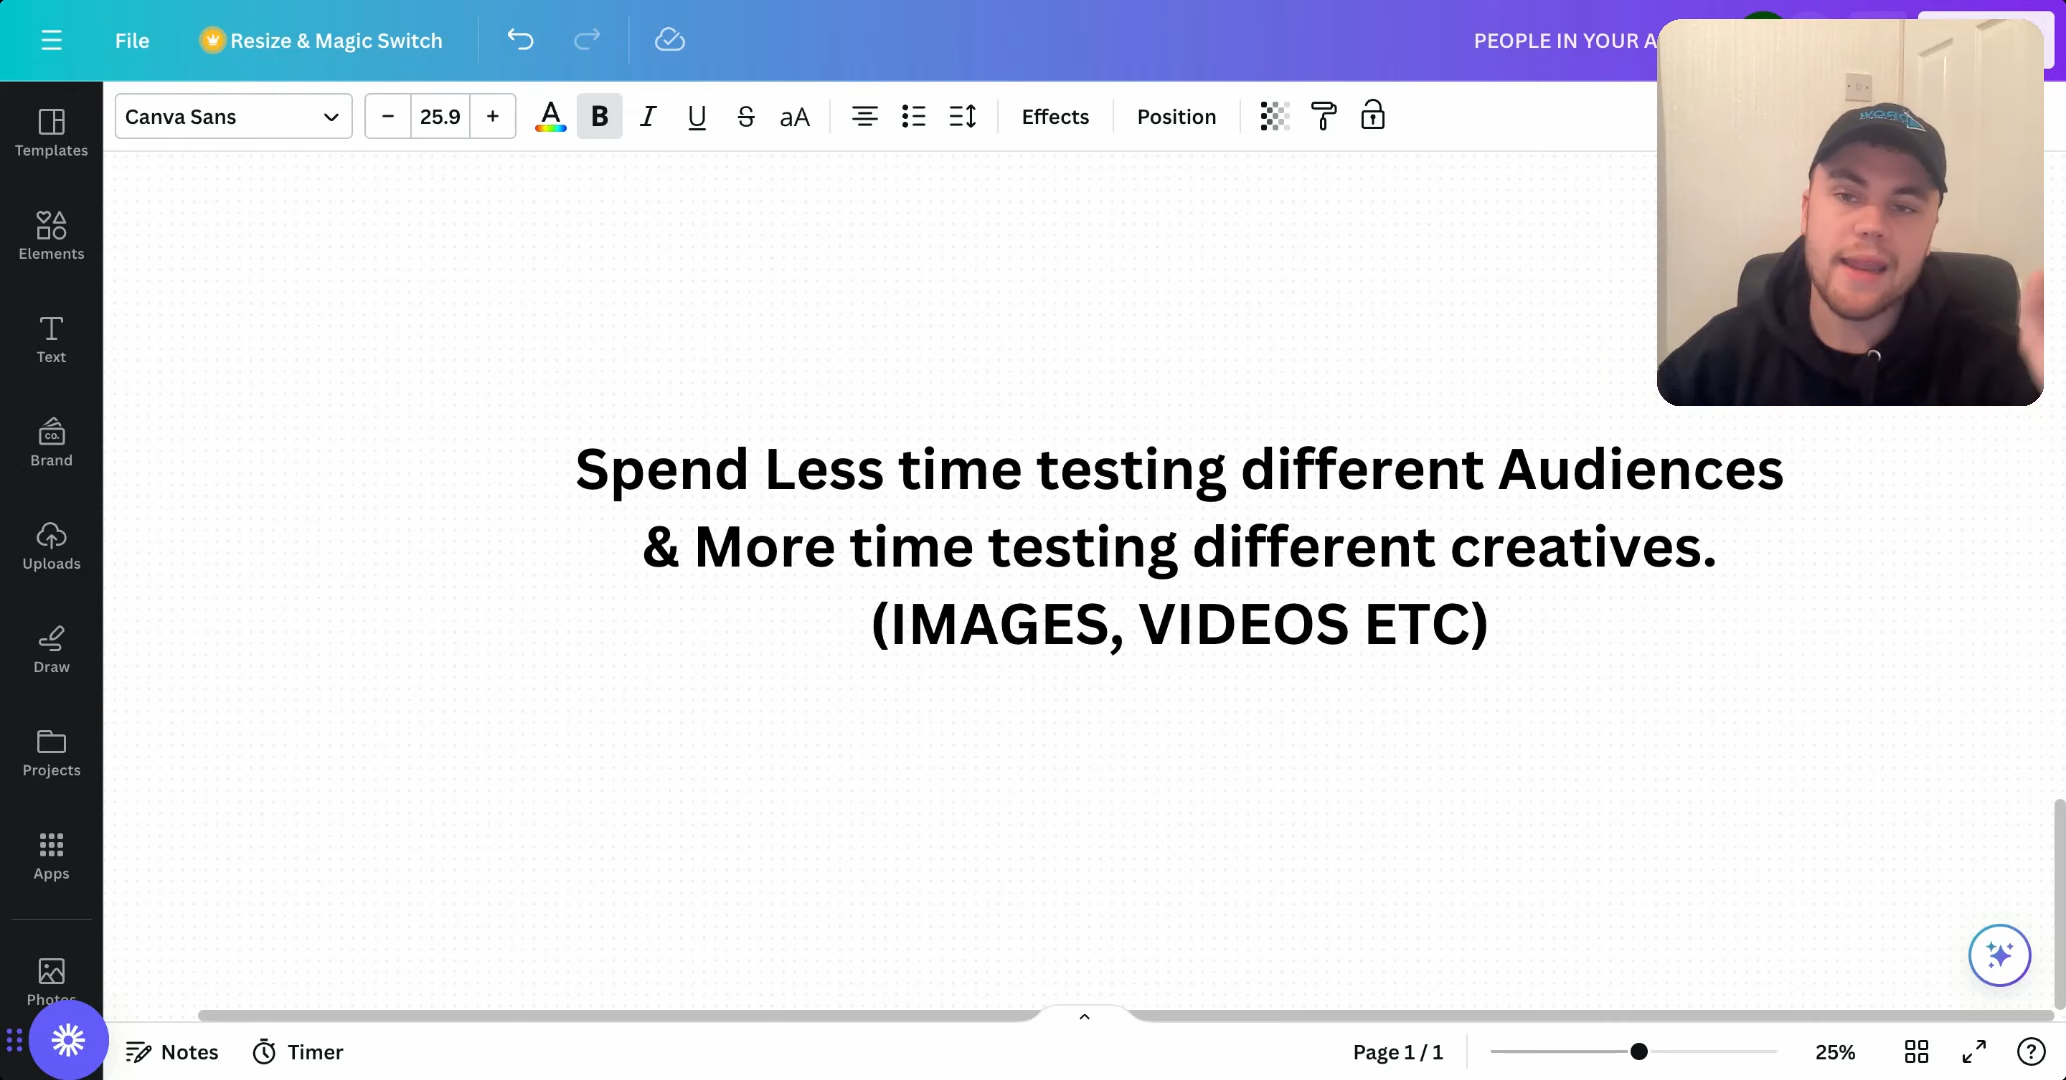 File
Resize & Magic Switch
PEOPLE IN YOUR A
Canva Sans
– 25.9 +
A B I U S aA
Effects
Position
Templates
Elements
Text
CO.
Brand
Uploads
Draw
Projects
Apps
Photos
Spend Less time testing different Audiences
& More time testing different creatives.
(IMAGES, VIDEOS ETC)
Notes
Timer
Page 1 / 1
25%
?